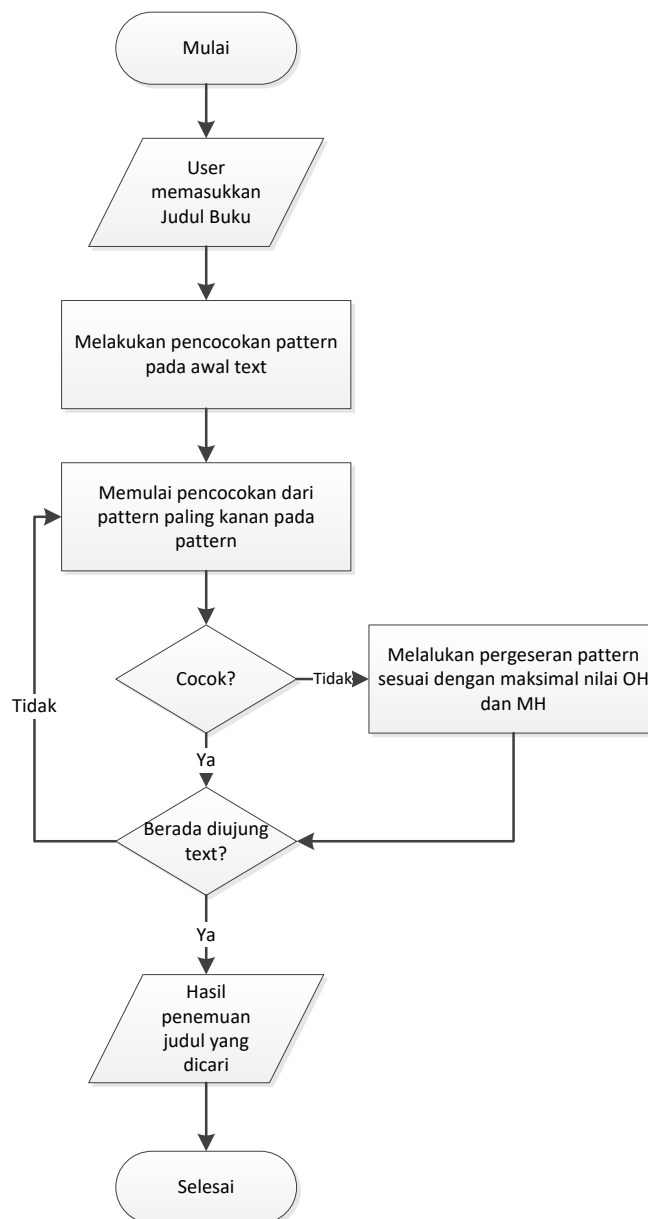 Mulai
User
memasukkan
Judul Buku
Melakukan pencocokan pattern
pada awal text
Memulai pencocokan dari
pattern paling kanan pada
pattern
Cocok?
Tidak
Melalukan pergeseran pattern
sesuai dengan maksimal nilai OH
dan MH
Tidak
Ya
Berada diujung
text?
Ya
Hasil
penemuan
judul yang
dicari
Selesai